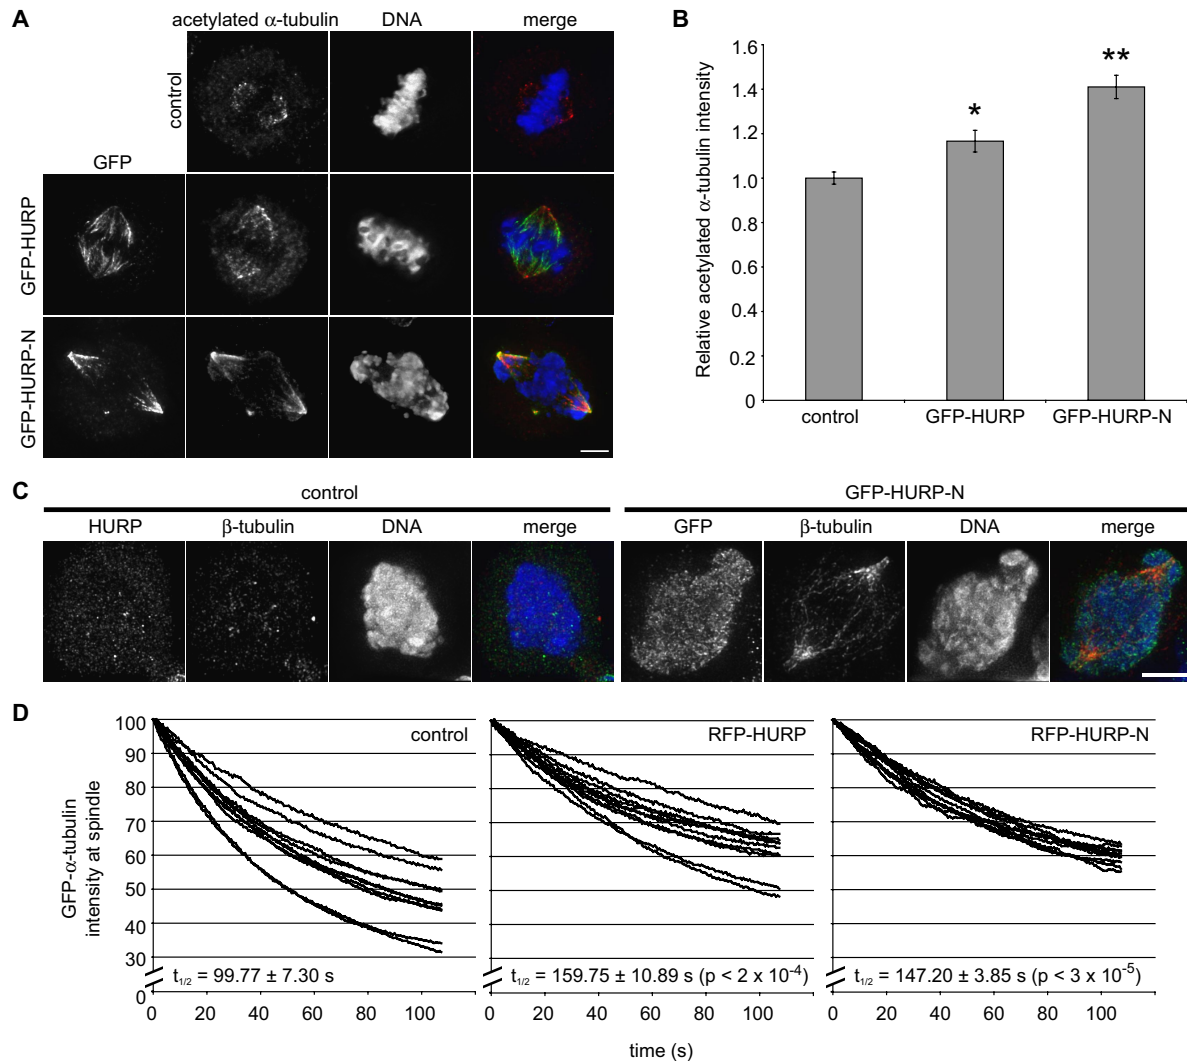 A
acetylated α-tubulin DNA merge
control
GFP
GFP-HURP
GFP-HURP-N
B
Relative acetylated α-tubulin intensity
1.6
1.4
1.2
1.0
0.8
0.6
0.4
0.2
0
*
**
control GFP-HURP GFP-HURP-N
C
control GFP-HURP-N
HURP β-tubulin DNA merge GFP β-tubulin DNA merge
D
GFP-α-tubulin
intensity at spindle
100
90
80
70
60
50
40
30
0
control
t1/2 = 99.77 ± 7.30 s
0 20 40 60 80 100
RFP-HURP
t1/2 = 159.75 ± 10.89 s (p < 2 x 10-4)
0 20 40 60 80 100
RFP-HURP-N
t1/2 = 147.20 ± 3.85 s (p < 3 x 10-5)
0 20 40 60 80 100
time (s)